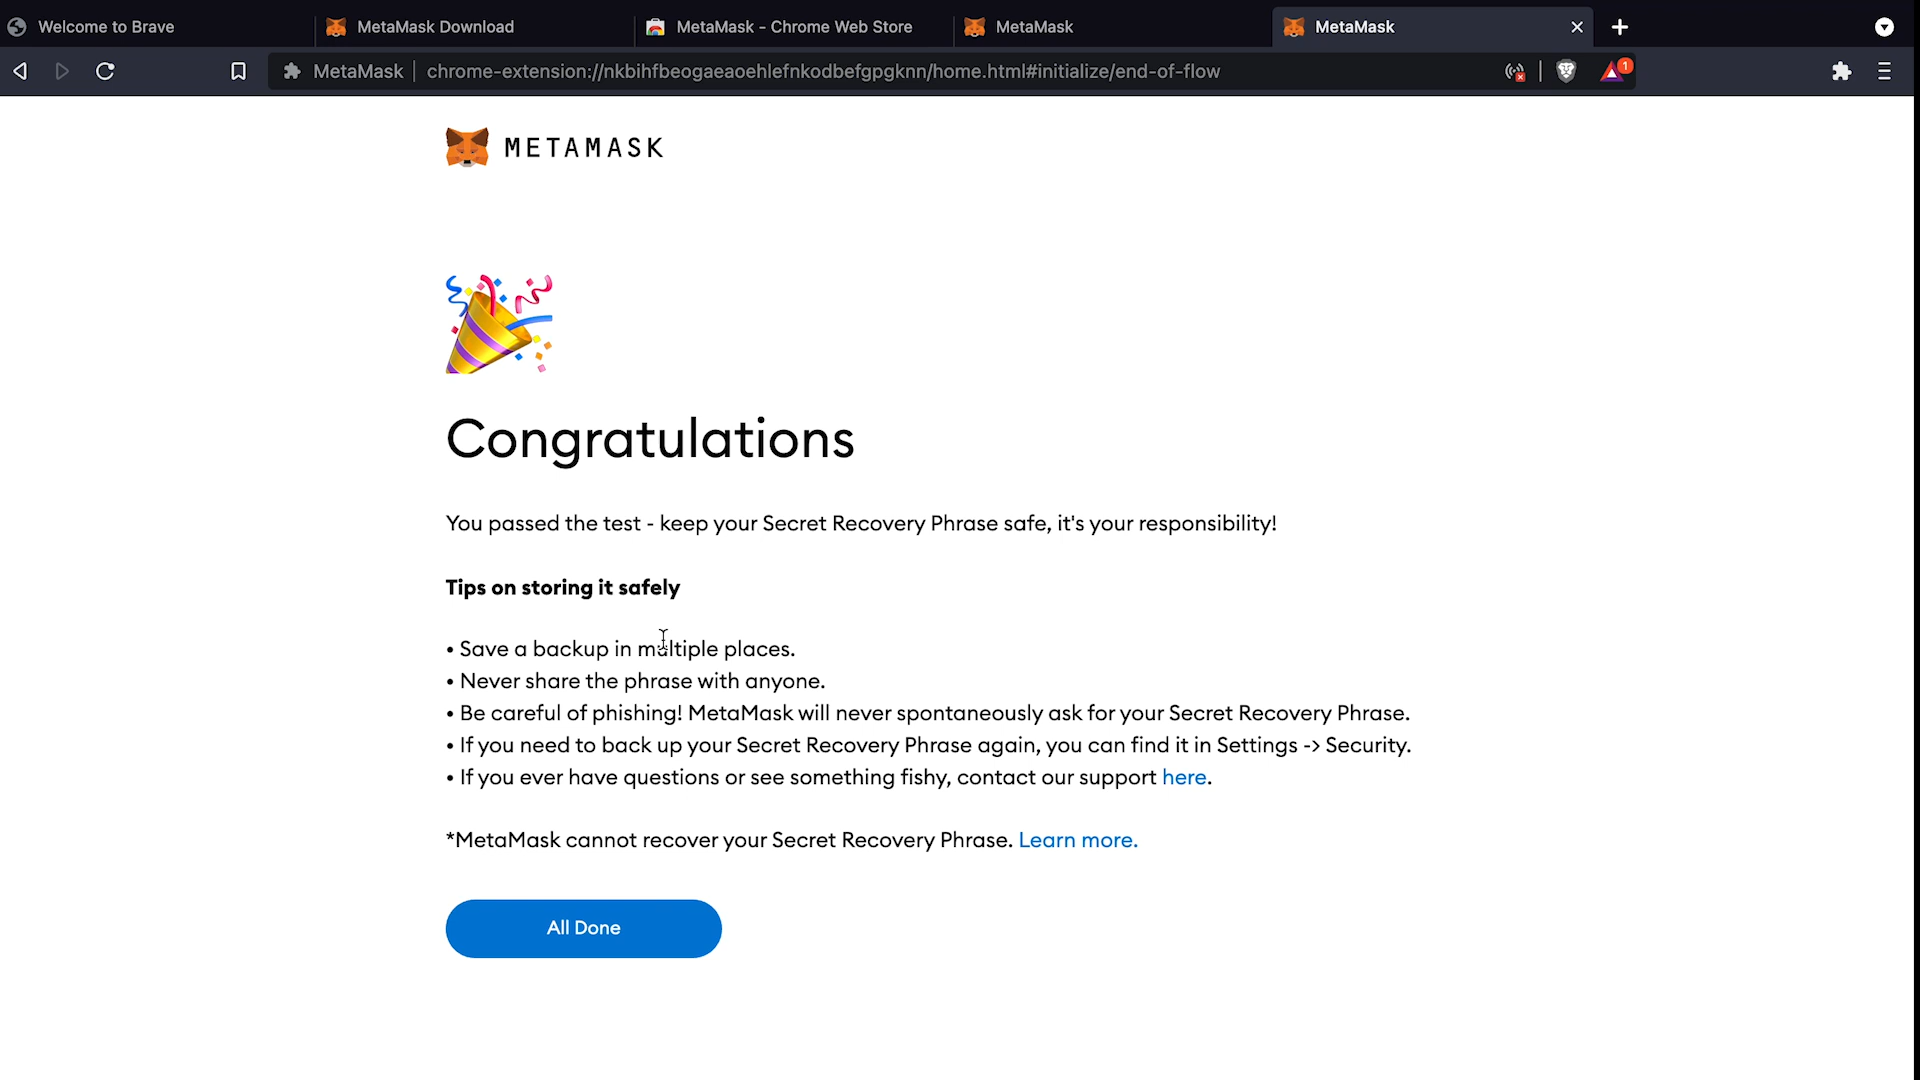 Welcome to Brave
MetaMask Download
MetaMask - Chrome Web Store
MetaMask
MetaMask
MetaMask
chrome-extension://nkbihfbeogaeaoehlefnkodbefgpgknn/home.html#initialize/end-of-flow
1
METAMASK
Congratulations
You passed the test - keep your Secret Recovery Phrase safe, it's your responsibility!
Tips on storing it safely
• Save a backup in multiple places.
• Never share the phrase with anyone.
• Be careful of phishing! MetaMask will never spontaneously ask for your Secret Recovery Phrase.
• If you need to back up your Secret Recovery Phrase again, you can find it in Settings -> Security.
• If you ever have questions or see something fishy, contact our support here.
*MetaMask cannot recover your Secret Recovery Phrase. Learn more.
All Done